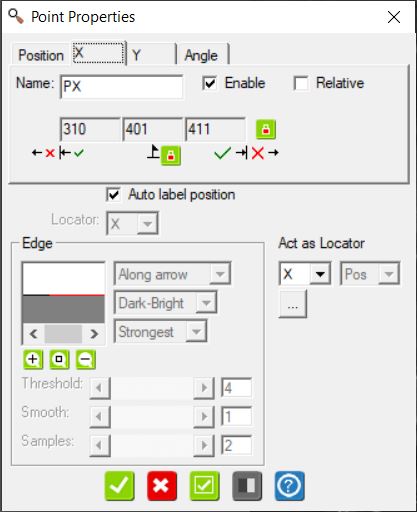 Point Properties
Position X Y Angle
Name: PX Enable Relative
310 401 411
Auto label position
Locator: X
Edge
Act as Locator
Along arrow
X Pos
Dark-Bright
...
Strongest
Threshold: 4
Smooth: 1
Samples: 2